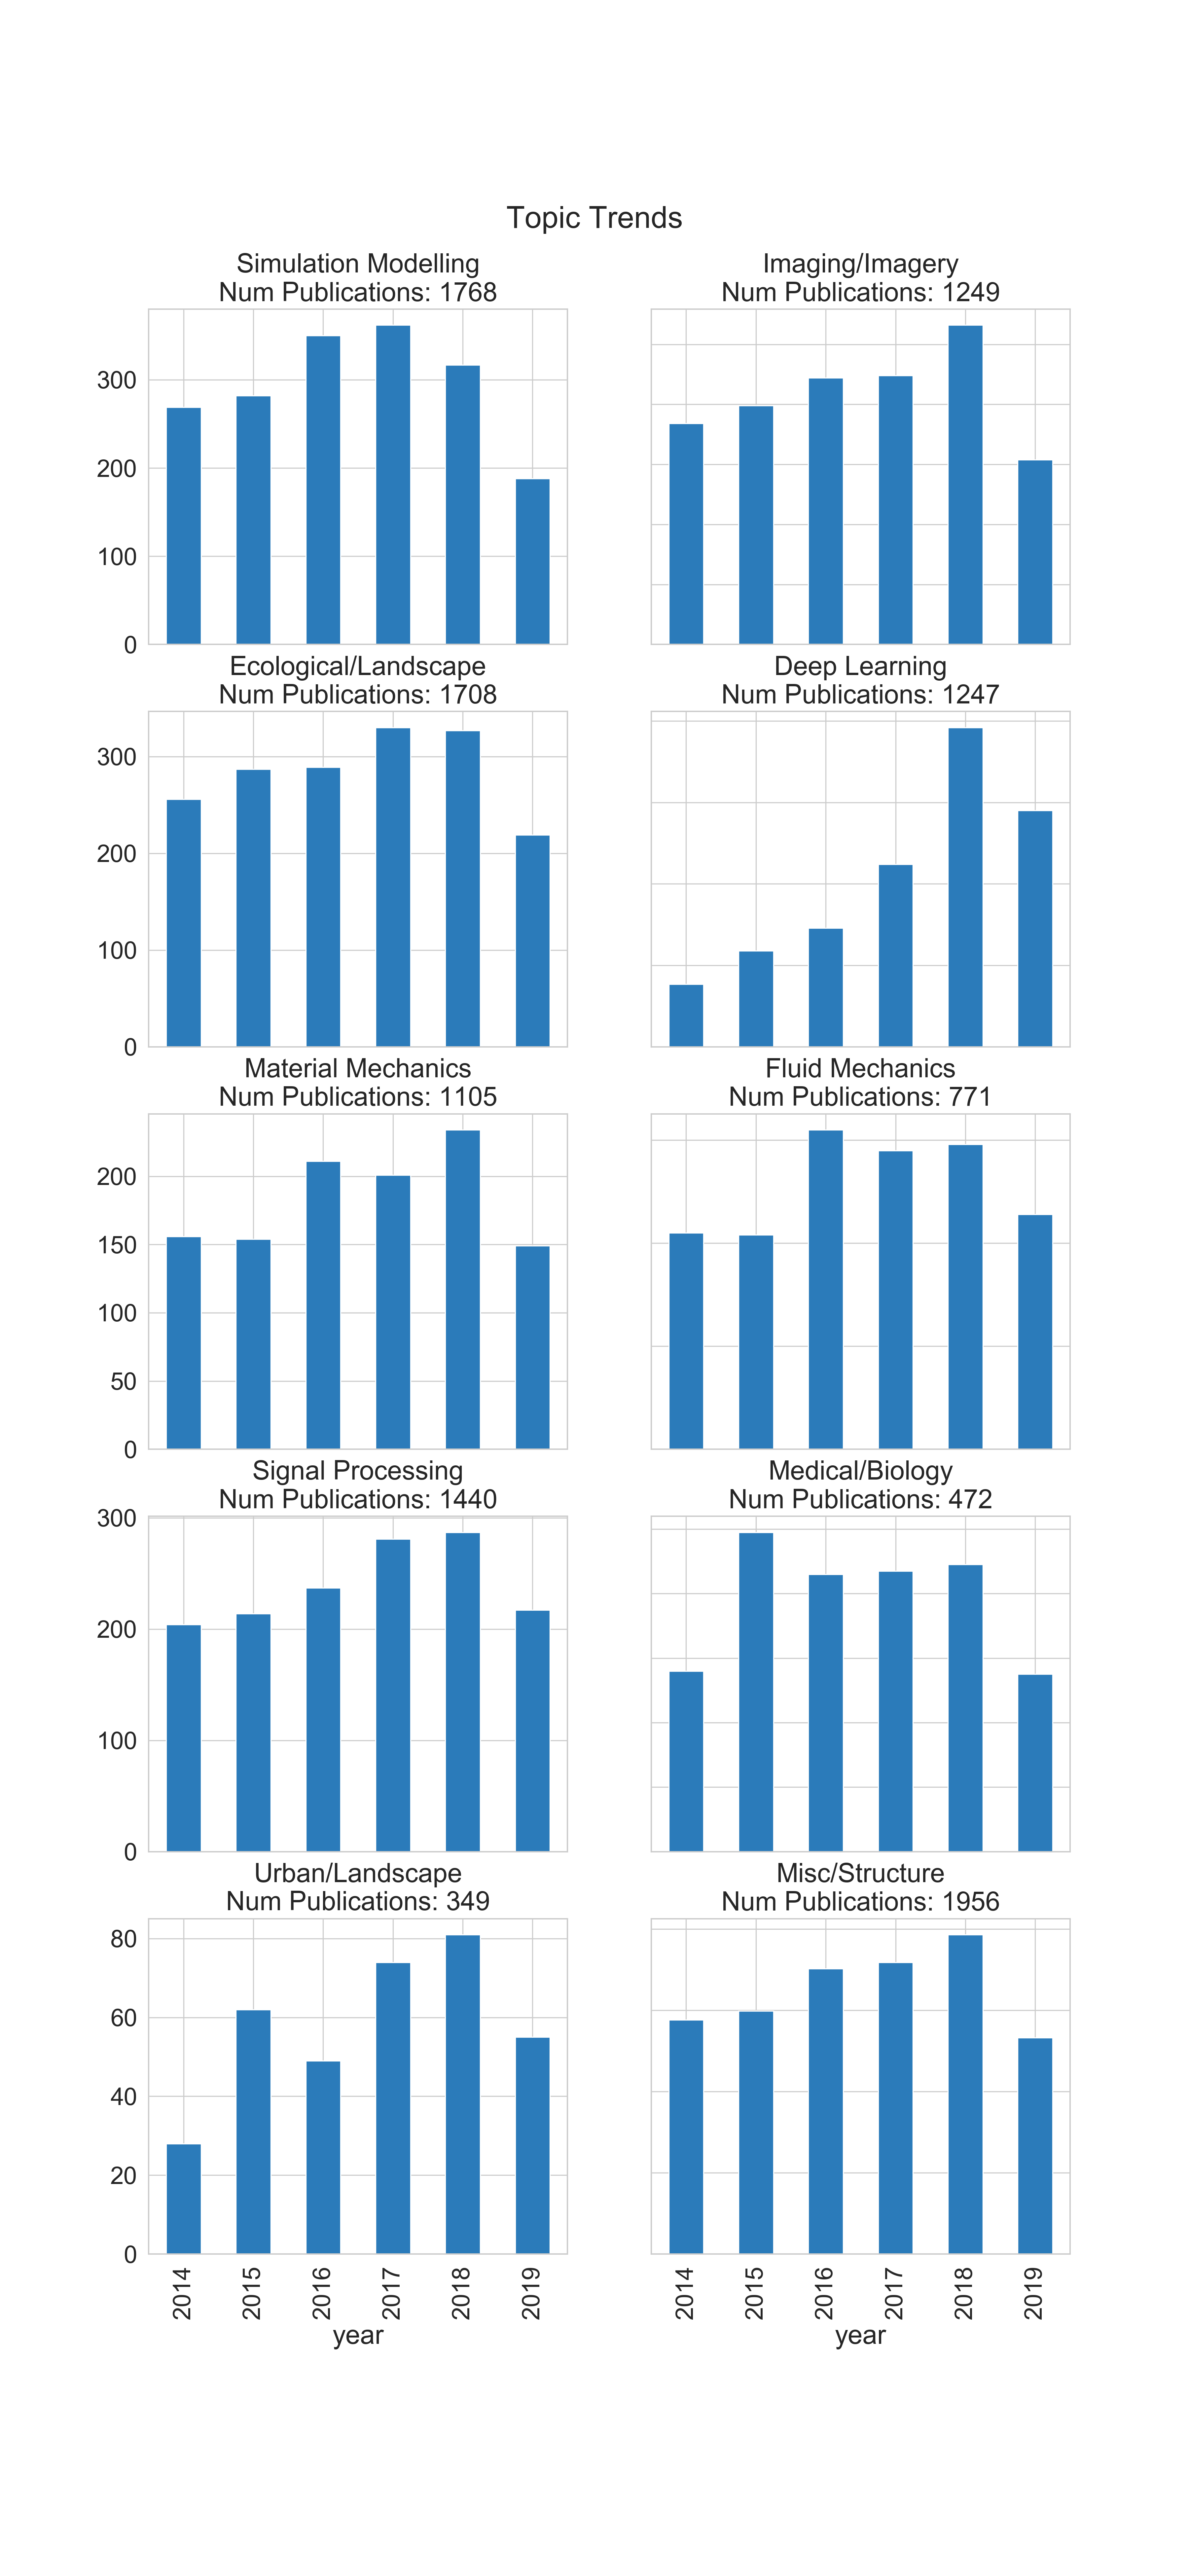 Topic Trends
Simulation Modelling
Num Publications: 1768
300
200
100
0
Imaging/Imagery
Num Publications: 1249
Ecological/Landscape
Num Publications: 1708
300
200
100
0
Deep Learning
Num Publications: 1247
Material Mechanics
Num Publications: 1105
200
150
100
50
0
Fluid Mechanics
Num Publications: 771
Signal Processing
Num Publications: 1440
300
200
100
0
Medical/Biology
Num Publications: 472
Urban/Landscape
Num Publications: 349
80
60
40
20
0
2014 2015 2016 2017 2018 2019
year
Misc/Structure
Num Publications: 1956
2014 2015 2016 2017 2018 2019
year